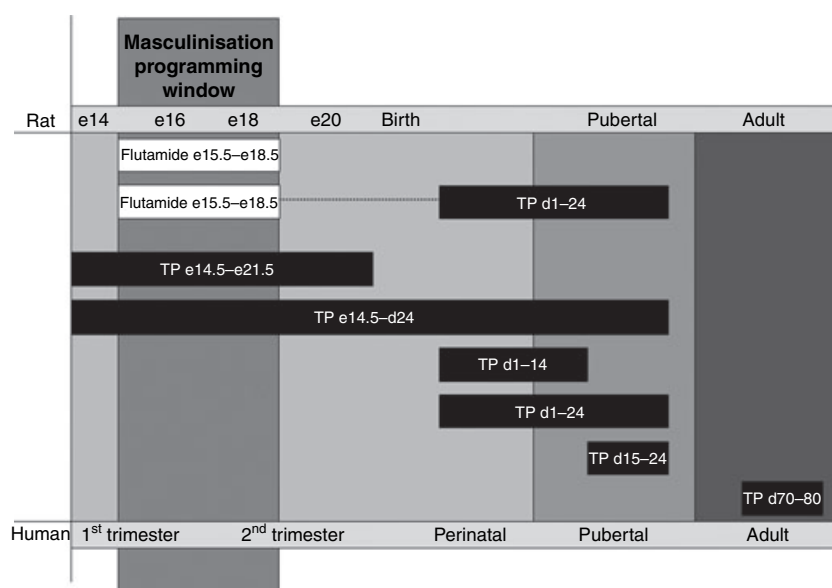 Masculinisation
programming
window
Rat e14 e16 e18 e20 Birth Pubertal Adult
Flutamide e15.5–e18.5
Flutamide e15.5–e18.5 TP d1–24
TP e14.5–e21.5
TP e14.5–d24
TP d1–14
TP d1–24
TP d15–24
TP d70–80
Human 1st trimester 2nd trimester Perinatal Pubertal Adult